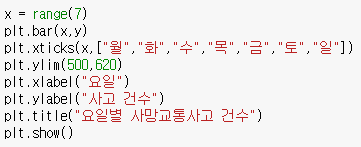 x = range(7)
plt.bar(x,y)
plt.xticks(x,["월","화","수","목","금","토","일"])
plt.ylim(500,620)
plt.xlabel("요일")
plt.ylabel("사고 건수")
plt.title("요일별 사망교통사고 건수")
plt.show()